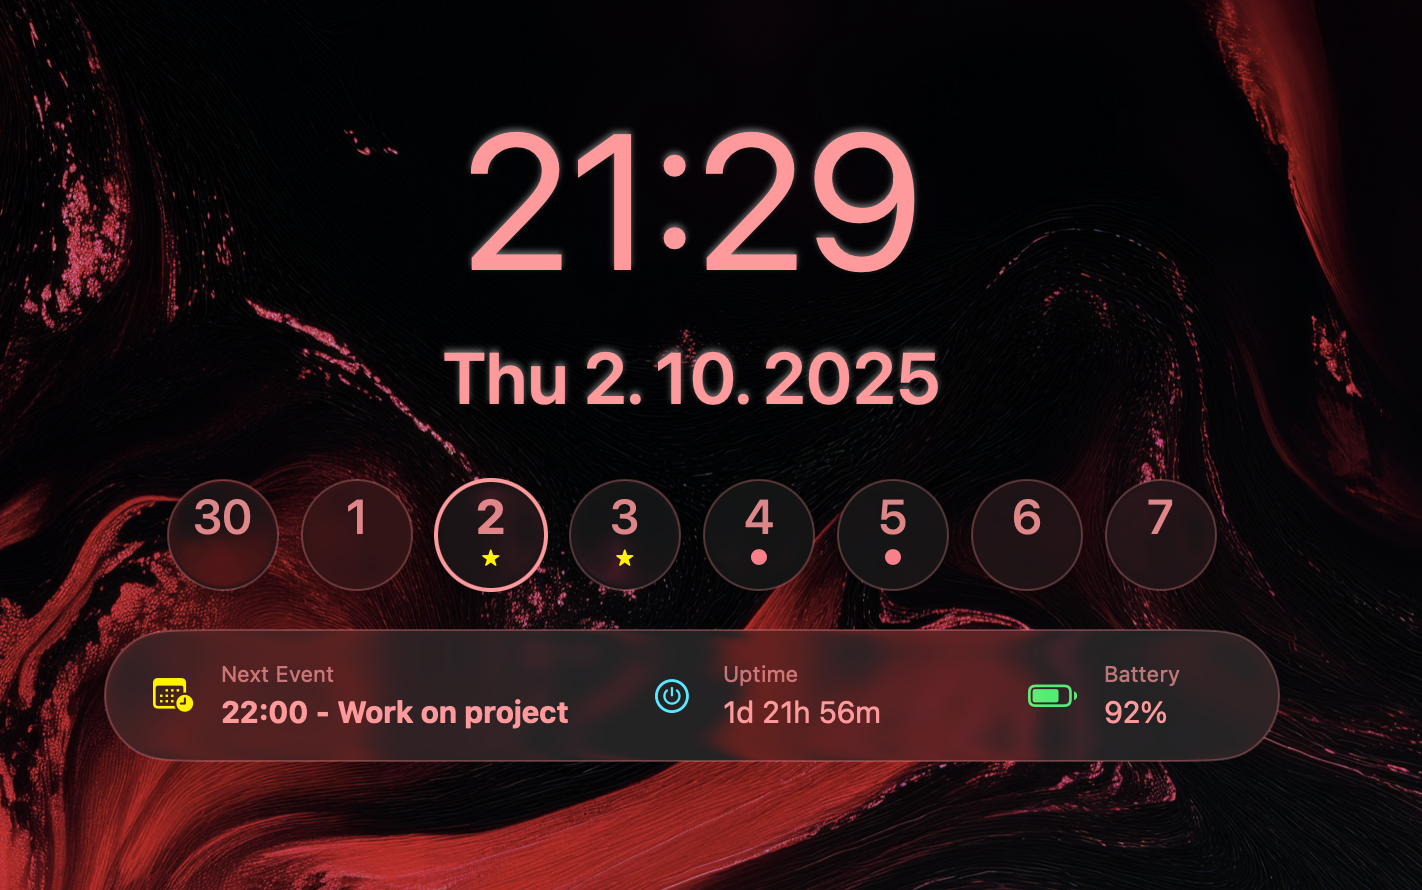 21:29
Thu 2. 10. 2025
30 1 2 3 4 5 6 7
Next Event Uptime Battery
22:00 - Work on project 1d 21h 56m 92%